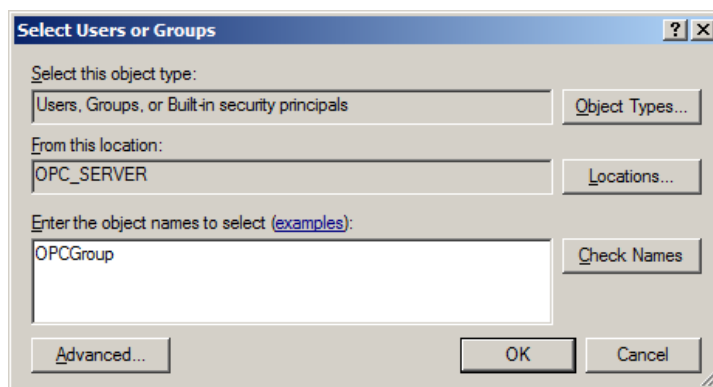 Select Users or Groups
Select this object type:
Users, Groups, or Built-in security principals
Object Types...
From this location:
OPC_SERVER
Locations...
Enter the object names to select (examples):
OPCGroup
Check Names
Advanced...
OK
Cancel